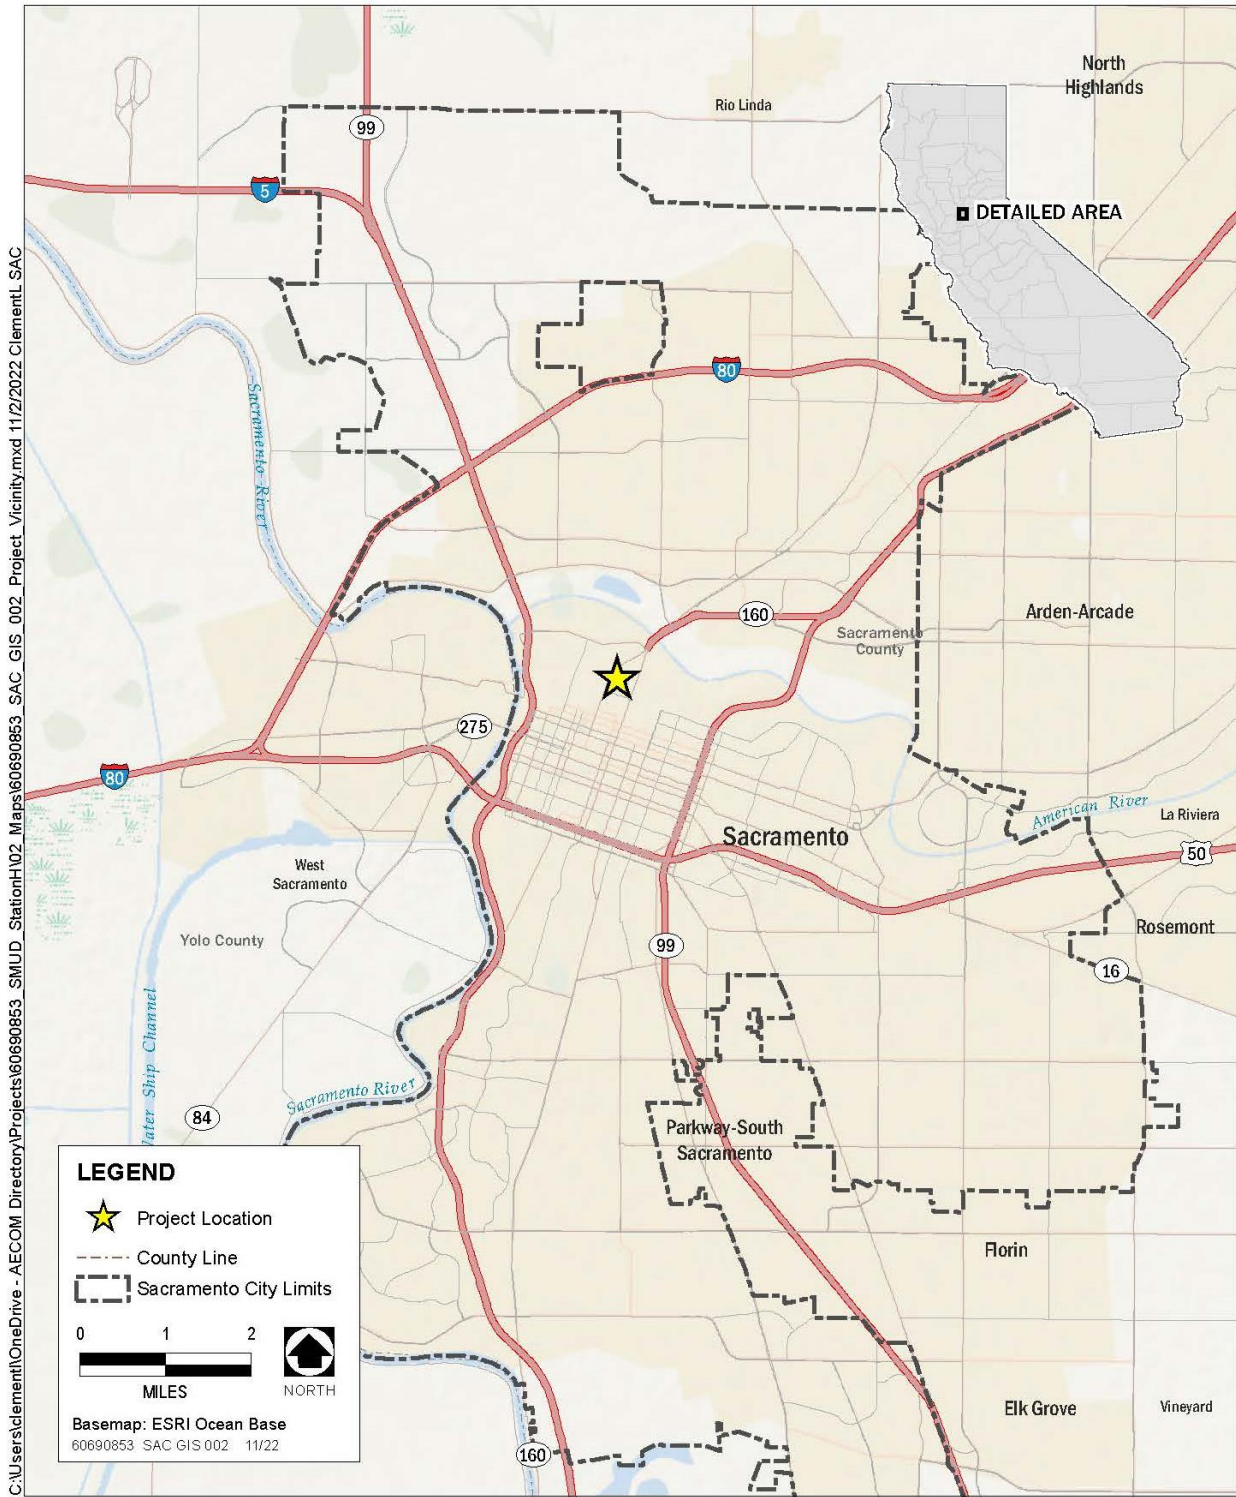 C:\Users\clementl\OneDrive - AECOM Directory\Projects\60690853_SMUD_StationH\02_Maps\60690853_SAC_GIS_002_Project_Vicinity.mxd 11/2/2022 ClementL SAC
North
Highlands
Rio Linda
99
5
DETAILED AREA
80
Sacramento River
160
Arden-Arcade
Sacramento
County
275
80
American River
La Riviera
Sacramento
50
West
Sacramento
Rosemont
Yolo County
99
16
Water Ship Channel
Sacramento River
84
Parkway-South
Sacramento
LEGEND
Project Location
County Line
Sacramento City Limits
0 1 2
MILES
NORTH
Basemap: ESRI Ocean Base
60690853 SAC GIS 002 11/22
Florin
Elk Grove
Vineyard
160